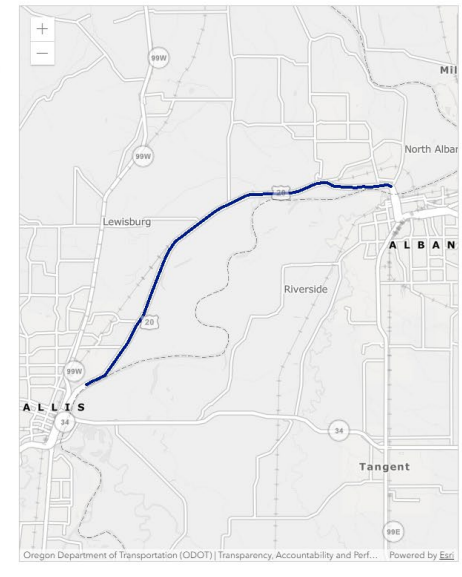 +
−
99W
Mil
99W
North Albar
20
Lewisburg
ALBAN
Riverside
20
99W
ALLIS
34
34
Tangent
99E
Oregon Department of Transportation (ODOT) | Transparency, Accountability and Perf... Powered by Esri